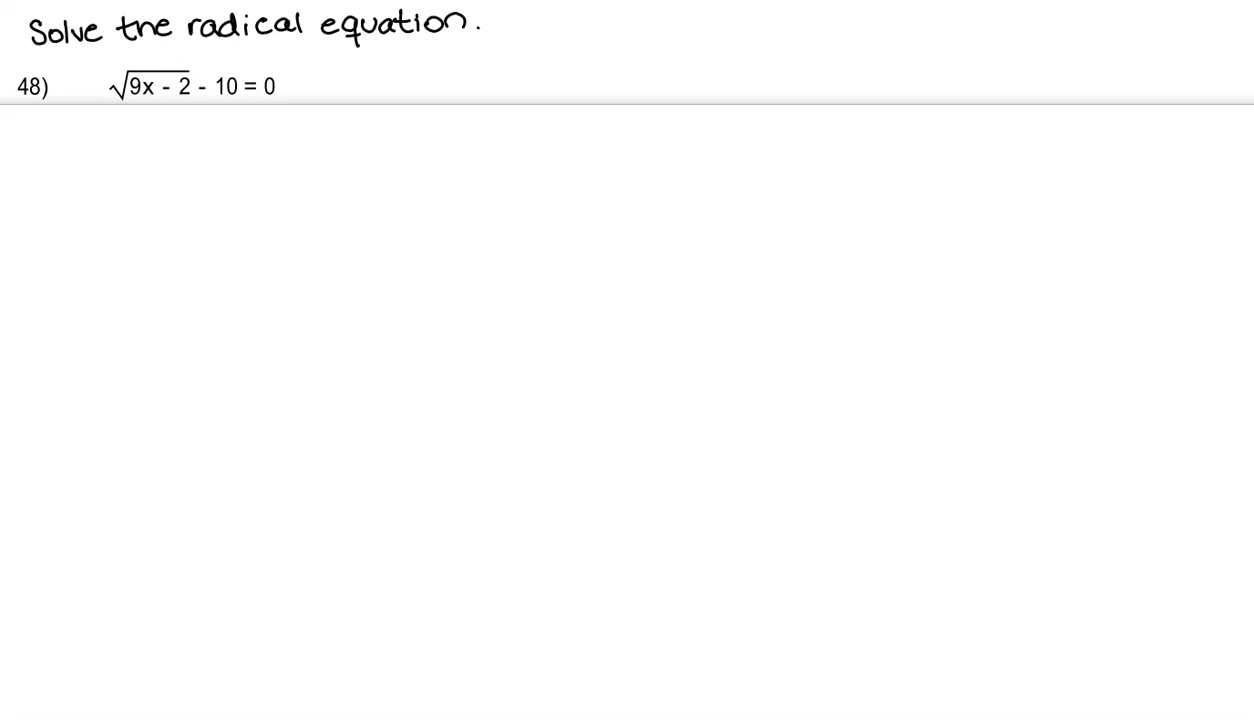 Solve the radical equation.
48) √9x - 2 - 10 = 0